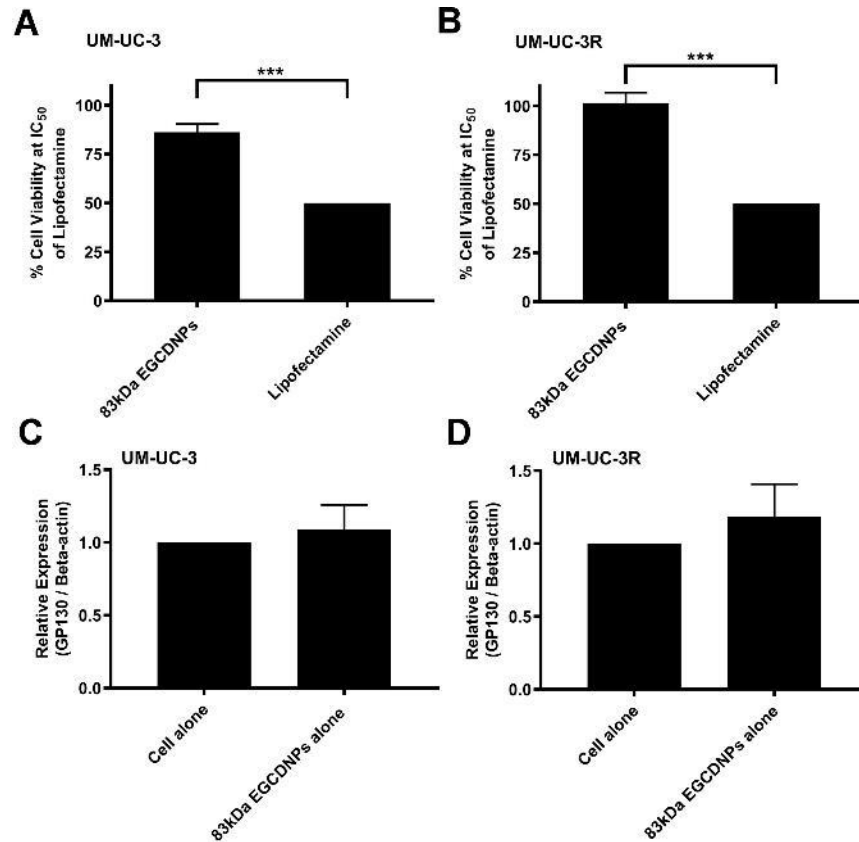 A
UM-UC-3
***
% Cell Viability at IC50
of Lipofectamine
100
75
50
25
0
83kDa EGCDNPs
Lipofectamine
B
UM-UC-3R
***
% Cell Viability at IC50
of Lipofectamine
100
75
50
25
0
83kDa EGCDNPs
Lipofectamine
C
UM-UC-3
Relative Expression
(GP130 / Beta-actin)
1.5
1.0
0.5
0.0
Cell alone
83kDa EGCDNPs alone
D
UM-UC-3R
Relative Expression
(GP130 / Beta-actin)
1.5
1.0
0.5
0.0
Cell alone
83kDa EGCDNPs alone